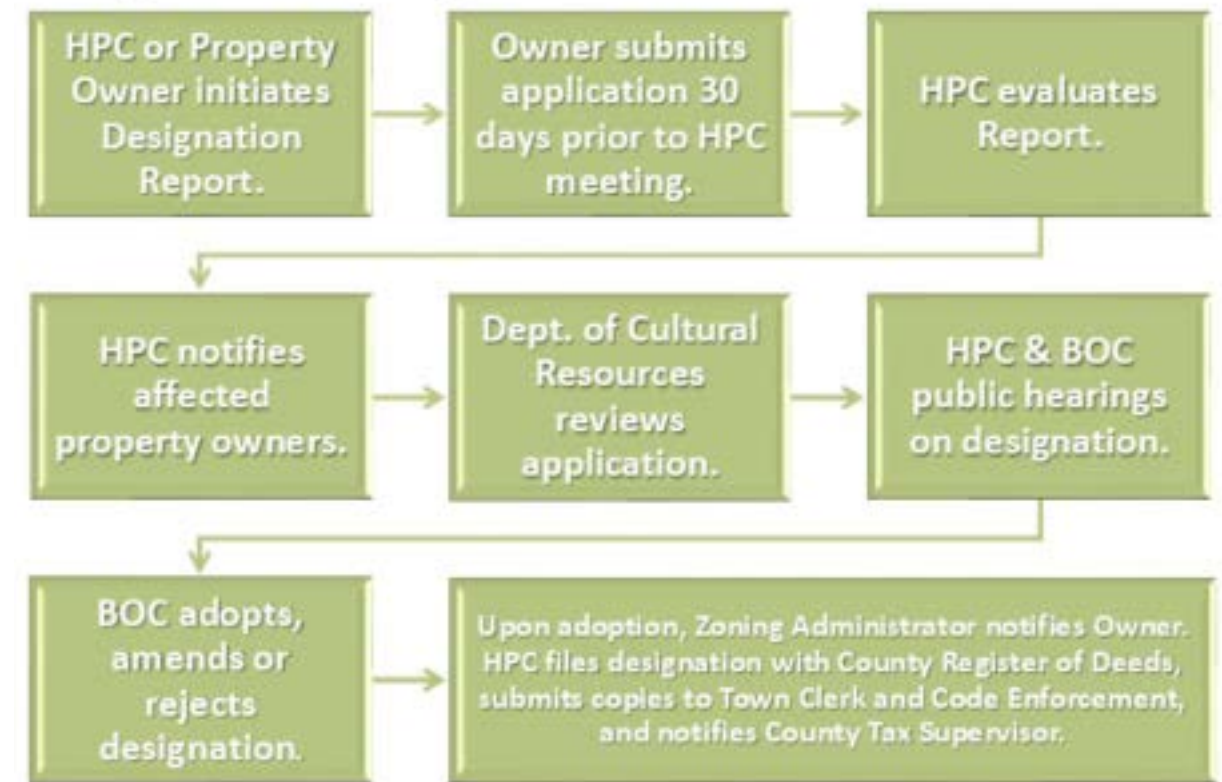 HPC or Property
Owner initiates
Designation
Report.
Owner submits
application 30
days prior to HPC
meeting.
HPC evaluates
Report.
HPC notifies
affected
property owners.
Dept. of Cultural
Resources
reviews
application.
HPC & BOC
public hearings
on designation.
BOC adopts,
amends or
rejects
designation.
Upon adoption, Zoning Administrator notifies Owner.
HPC files designation with County Register of Deeds,
submits copies to Town Clerk and Code Enforcement,
and notifies County Tax Supervisor.